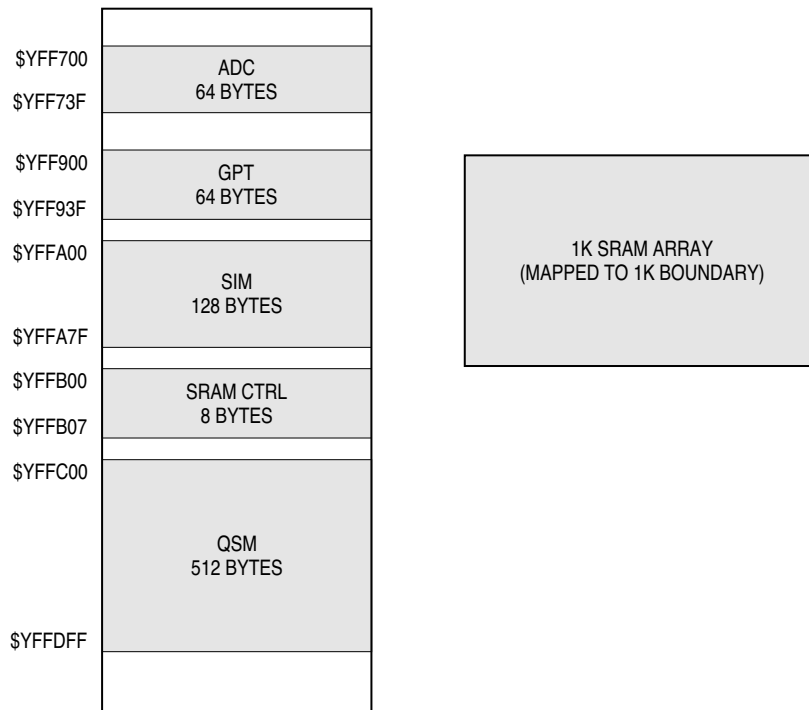 $YFF700
ADC
64 BYTES
$YFF73F
$YFF900
GPT
64 BYTES
$YFF93F
$YFFA00
SIM
128 BYTES
$YFFA7F
$YFFB00
SRAM CTRL
8 BYTES
$YFFB07
$YFFC00
QSM
512 BYTES
$YFFDFF
1K SRAM ARRAY
(MAPPED TO 1K BOUNDARY)